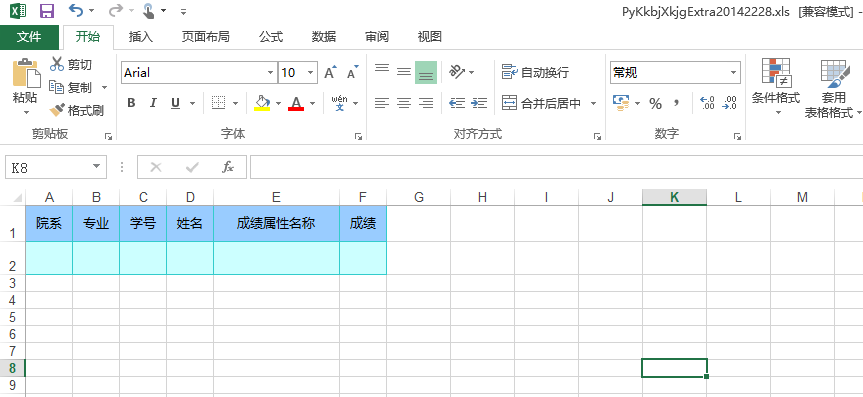 PyKkbjXkjgExtra20142228.xls [兼容模式] -
文件 开始 插入 页面布局 公式 数据 审阅 视图
剪切
Arial 10 自动换行 常规
粘贴 复制 条件格式 套用
B I U A wén 文 合并后居中 % , 表格格式
格式刷
剪贴板 字体 对齐方式 数字
K8 fx
A B C D E F G H I J K L M
1 院系 专业 学号 姓名 成绩属性名称 成绩
2
3
4
5
6
7
8
9